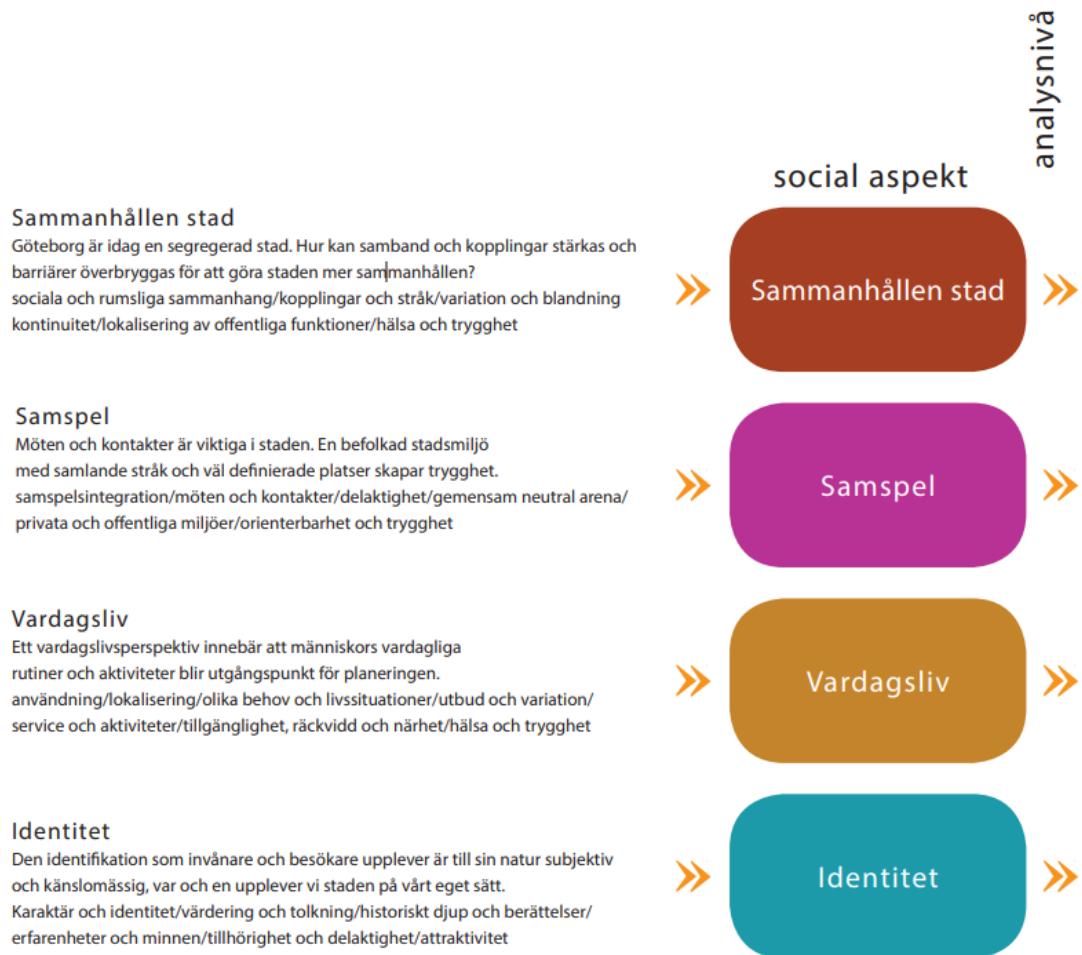 analysnivå
social aspekt
Sammanhållen stad
Göteborg är idag en segregerad stad. Hur kan samband och kopplingar stärkas och
barriärer överbryggas för att göra staden mer sammanhållen?
sociala och rumsliga sammanhang/kopplingar och stråk/variation och blandning
kontinuitet/lokalisering av offentliga funktioner/hälsa och trygghet
Sammanhållen stad
Samspel
Möten och kontakter är viktiga i staden. En befolkad stadsmiljö
med samlande stråk och väl definierade platser skapar trygghet.
samspelsintegration/möten och kontakter/delaktighet/gemensam neutral arena/
privata och offentliga miljöer/orienterbarhet och trygghet
Samspel
Vardagsliv
Ett vardagslivsperspektiv innebär att människors vardagliga
rutiner och aktiviteter blir utgångspunkt för planeringen.
användning/lokalisering/olika behov och livssituationer/utbud och variation/
service och aktiviteter/tillgänglighet, räckvidd och närhet/hälsa och trygghet
Vardagsliv
Identitet
Den identifikation som invånare och besökare upplever är till sin natur subjektiv
och känslomässig, var och en upplever vi staden på vårt eget sätt.
Karaktär och identitet/värdering och tolkning/historiskt djup och berättelser/
erfarenheter och minnen/tillhörighet och delaktighet/attraktivitet
Identitet